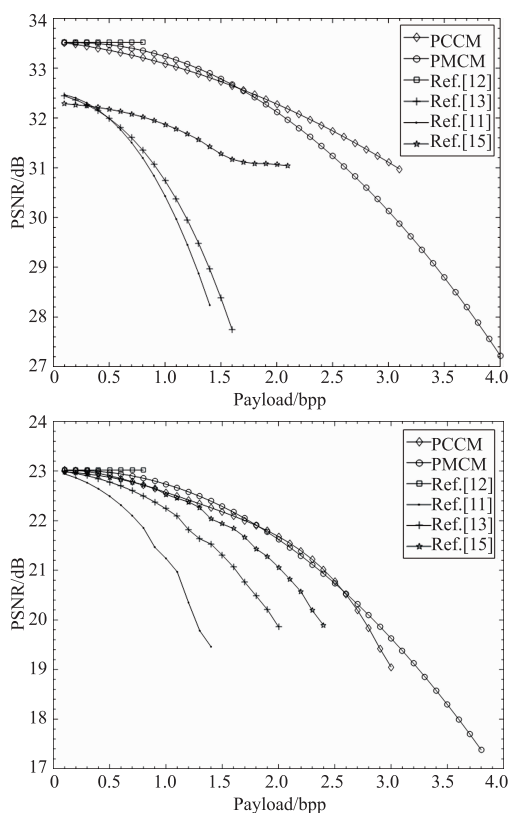 34
33
32
31
30
29
28
27
PSNR/dB
0
0.5
1.0
1.5
2.0
2.5
3.0
3.5
4.0
Payload/bpp
PCCM
PMCM
Ref.[12]
Ref.[13]
Ref.[11]
Ref.[15]
24
23
22
21
20
19
18
17
PSNR/dB
0
0.5
1.0
1.5
2.0
2.5
3.0
3.5
4.0
Payload/bpp
PCCM
PMCM
Ref.[12]
Ref.[11]
Ref.[13]
Ref.[15]